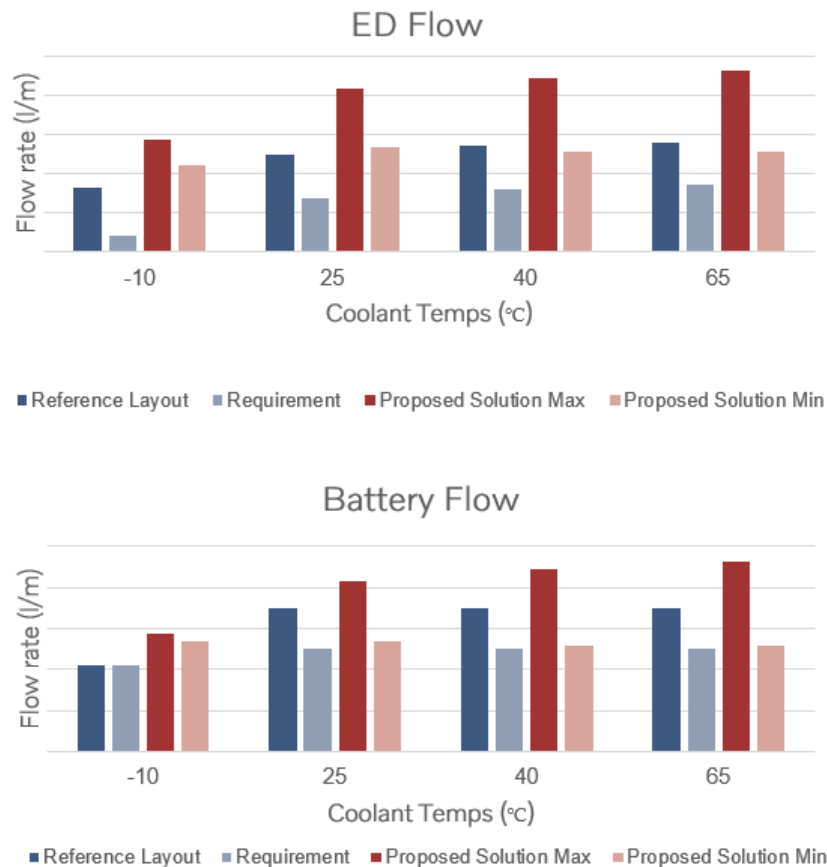 ED Flow
Flow rate (l/m)
-10 25 40 65
Coolant Temps (°C)
Reference Layout Requirement Proposed Solution Max Proposed Solution Min
Battery Flow
Flow rate (l/m)
-10 25 40 65
Coolant Temps (°C)
Reference Layout Requirement Proposed Solution Max Proposed Solution Min